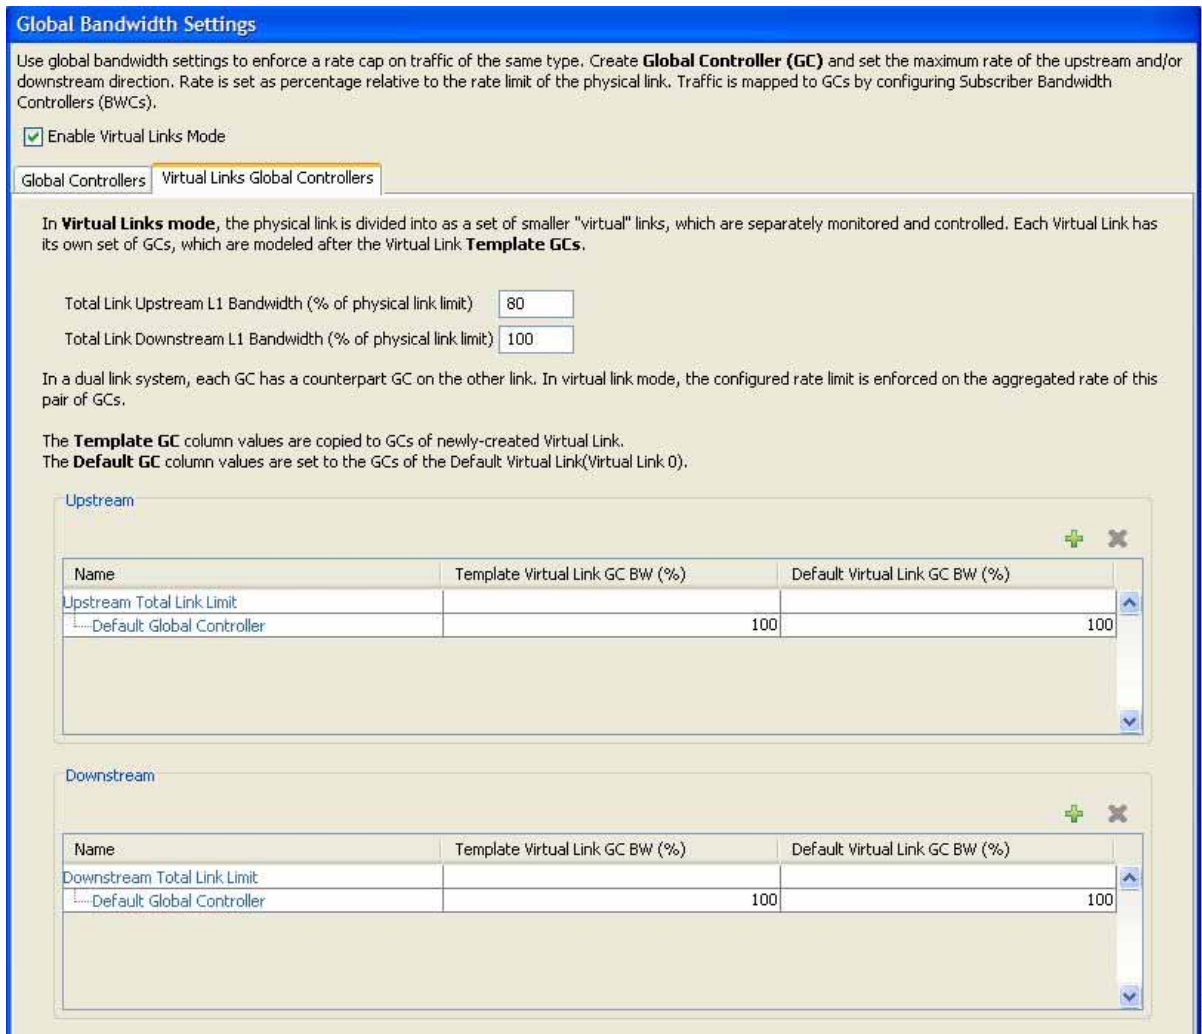 Global Bandwidth Settings
Use global bandwidth settings to enforce a rate cap on traffic of the same type. Create Global Controller (GC) and set the maximum rate of the upstream and/or
downstream direction. Rate is set as percentage relative to the rate limit of the physical link. Traffic is mapped to GCs by configuring Subscriber Bandwidth
Controllers (BWCs).
Enable Virtual Links Mode
Global Controllers Virtual Links Global Controllers
In Virtual Links mode, the physical link is divided into as a set of smaller "virtual" links, which are separately monitored and controlled. Each Virtual Link has
its own set of GCs, which are modeled after the Virtual Link Template GCs.
Total Link Upstream L1 Bandwidth (% of physical link limit) 80
Total Link Downstream L1 Bandwidth (% of physical link limit) 100
In a dual link system, each GC has a counterpart GC on the other link. In virtual link mode, the configured rate limit is enforced on the aggregated rate of this
pair of GCs.
The Template GC column values are copied to GCs of newly-created Virtual Link.
The Default GC column values are set to the GCs of the Default Virtual Link(Virtual Link 0).
Upstream
Name Template Virtual Link GC BW (%) Default Virtual Link GC BW (%)
Upstream Total Link Limit
Default Global Controller 100 100
Downstream
Name Template Virtual Link GC BW (%) Default Virtual Link GC BW (%)
Downstream Total Link Limit
Default Global Controller 100 100